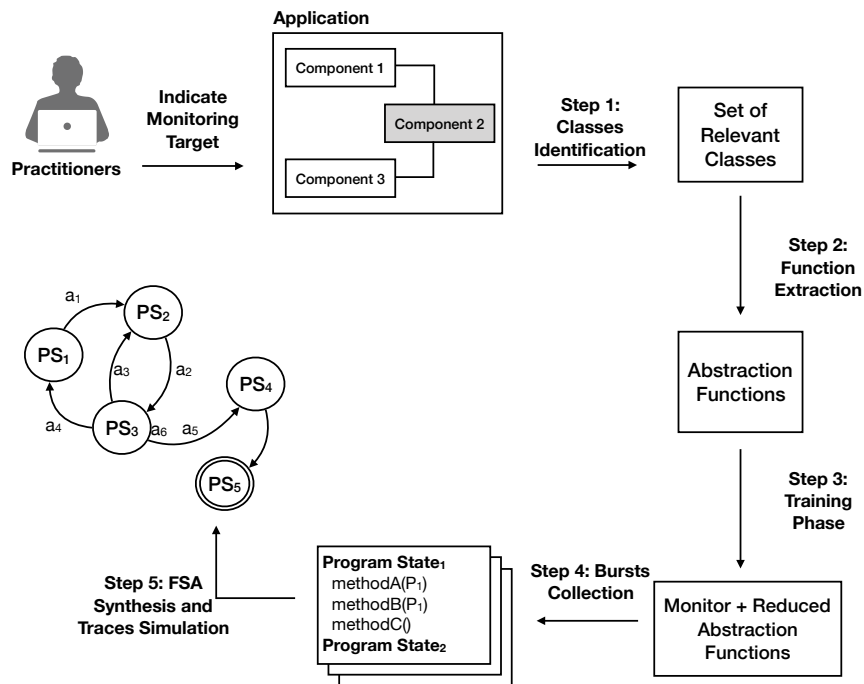 Application
Component 1
Component 2
Component 3
Practitioners
Indicate
Monitoring
Target
Step 1:
Classes
Identification
Set of
Relevant
Classes
Step 2:
Function
Extraction
Abstraction
Functions
Step 3:
Training
Phase
Monitor + Reduced
Abstraction
Functions
Step 4: Bursts
Collection
Program State₁
methodA(P₁)
methodB(P₁)
methodC()
Program State₂
Step 5: FSA
Synthesis and
Traces Simulation
a₁
PS₂
PS₁
a₃
a₂
PS₄
a₄
PS₃
a₆
a₅
PS₅